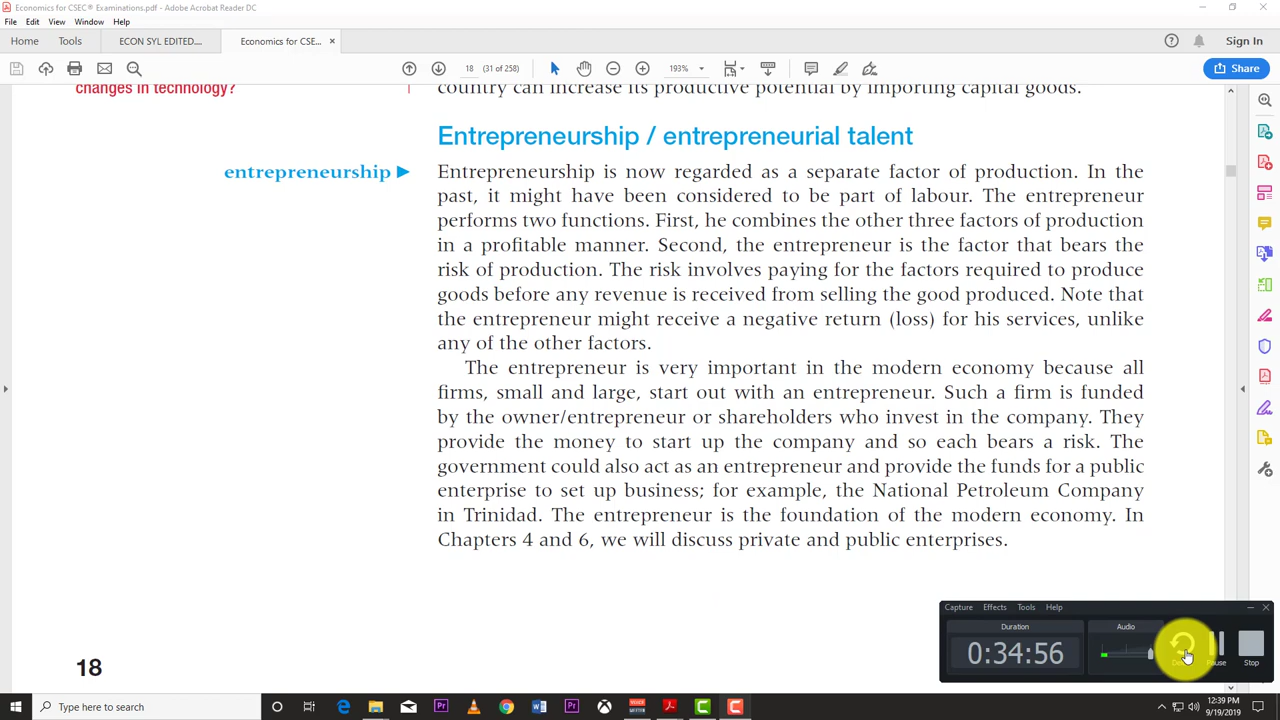 Economics for CSEC® Examinations.pdf - Adobe Acrobat Reader DC
File Edit View Window Help
Home Tools ECON SYL EDITED.... Economics for CSE... × Sign In
18 (31 of 258) 193% Share
changes in technology?
country can increase its productive potential by importing capital goods.
Entrepreneurship / entrepreneurial talent
entrepreneurship ►
Entrepreneurship is now regarded as a separate factor of production. In the
past, it might have been considered to be part of labour. The entrepreneur
performs two functions. First, he combines the other three factors of production
in a profitable manner. Second, the entrepreneur is the factor that bears the
risk of production. The risk involves paying for the factors required to produce
goods before any revenue is received from selling the good produced. Note that
the entrepreneur might receive a negative return (loss) for his services, unlike
any of the other factors.
The entrepreneur is very important in the modern economy because all
firms, small and large, start out with an entrepreneur. Such a firm is funded
by the owner/entrepreneur or shareholders who invest in the company. They
provide the money to start up the company and so each bears a risk. The
government could also act as an entrepreneur and provide the funds for a public
enterprise to set up business; for example, the National Petroleum Company
in Trinidad. The entrepreneur is the foundation of the modern economy. In
Chapters 4 and 6, we will discuss private and public enterprises.
18
Capture Effects Tools Help
Duration Audio
0:34:56
Pause Stop
Type here to search
12:39 PM
9/19/2019